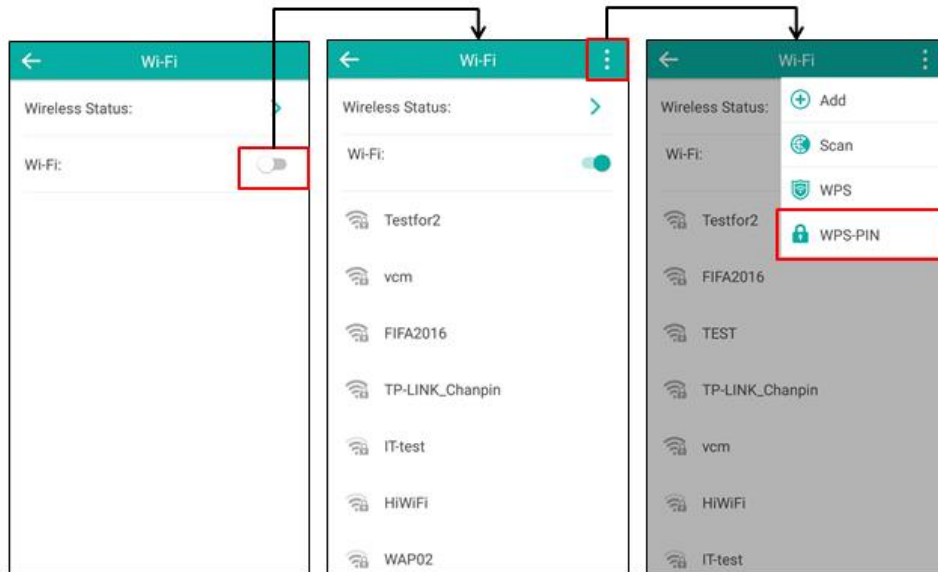 Wi-Fi
Wireless Status:
Wi-Fi:
Wi-Fi
Wireless Status:
Wi-Fi:
Testfor2
vcm
FIFA2016
TP-LINK_Chanpin
IT-test
HiWiFi
WAP02
Wi-Fi
Wireless Status:
Wi-Fi:
Add
Scan
WPS
WPS-PIN
Testfor2
FIFA2016
TEST
TP-LINK_Chanpin
vcm
HiWiFi
IT-test